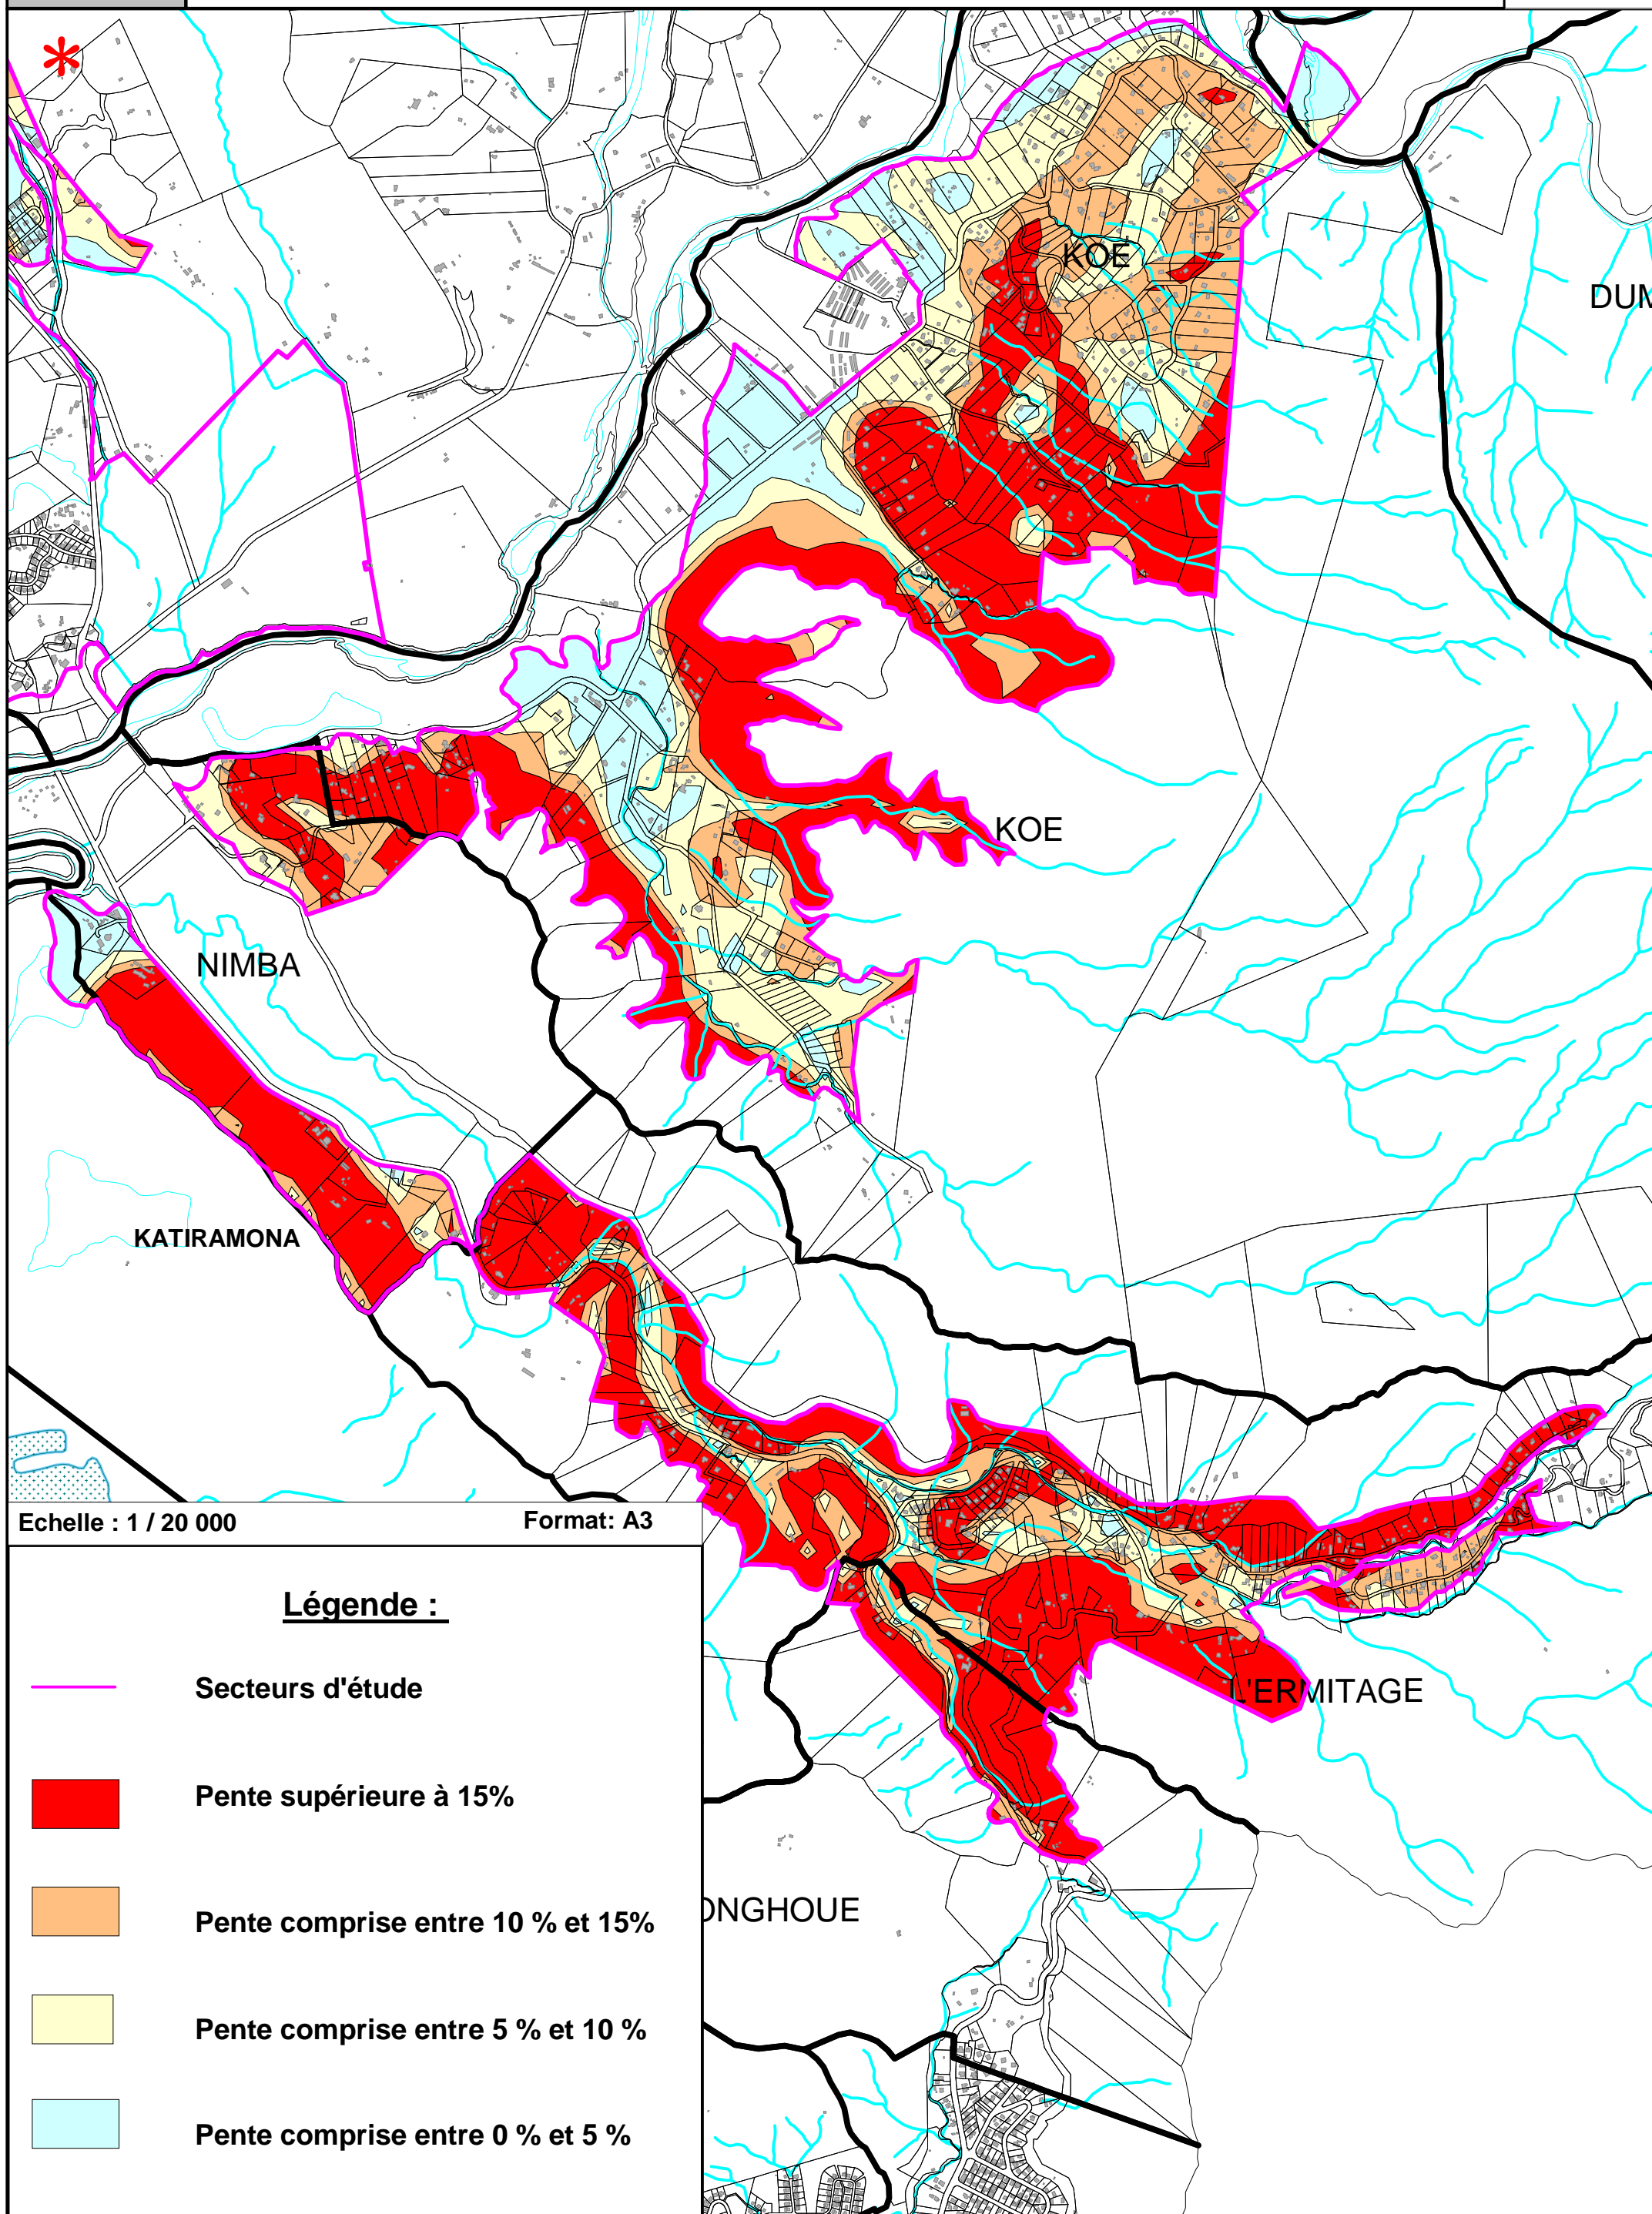 *
KOE
DUM
KOE
NIMBA
KATIRAMONA
Echelle : 1 / 20 000 Format: A3
Légende :
Secteurs d'étude
L'ERMITAGE
Pente supérieure à 15%
ONGHOUE
Pente comprise entre 10 % et 15%
Pente comprise entre 5 % et 10 %
Pente comprise entre 0 % et 5 %